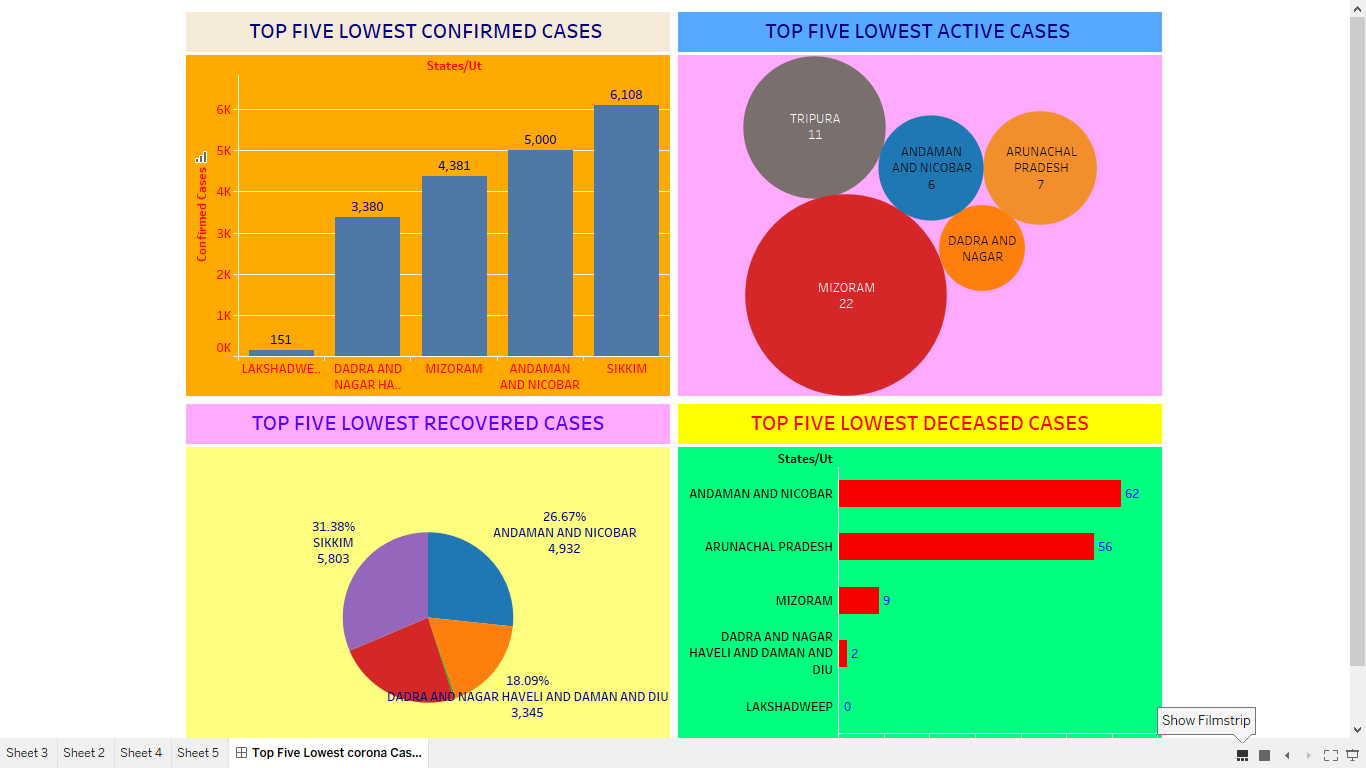 TOP FIVE LOWEST CONFIRMED CASES
States/Ut
Confirmed Cases
6K
5K
4K
3K
2K
1K
0K
151
3,380
4,381
5,000
6,108
LAKSHADWE..
DADRA AND
NAGAR HA..
MIZORAM
ANDAMAN
AND NICOBAR
SIKKIM
TOP FIVE LOWEST ACTIVE CASES
TRIPURA
11
ANDAMAN
AND NICOBAR
6
ARUNACHAL
PRADESH
7
DADRA AND
NAGAR
MIZORAM
22
TOP FIVE LOWEST RECOVERED CASES
31.38%
SIKKIM
5,803
26.67%
ANDAMAN AND NICOBAR
4,932
18.09%
DADRA AND NAGAR HAVELI AND DAMAN AND DIU
3,345
TOP FIVE LOWEST DECEASED CASES
States/Ut
ANDAMAN AND NICOBAR
62
ARUNACHAL PRADESH
56
MIZORAM
9
DADRA AND NAGAR
HAVELI AND DAMAN AND
DIU
2
LAKSHADWEEP
0
Show Filmstrip
Sheet 3
Sheet 2
Sheet 4
Sheet 5
Top Five Lowest corona Cas...